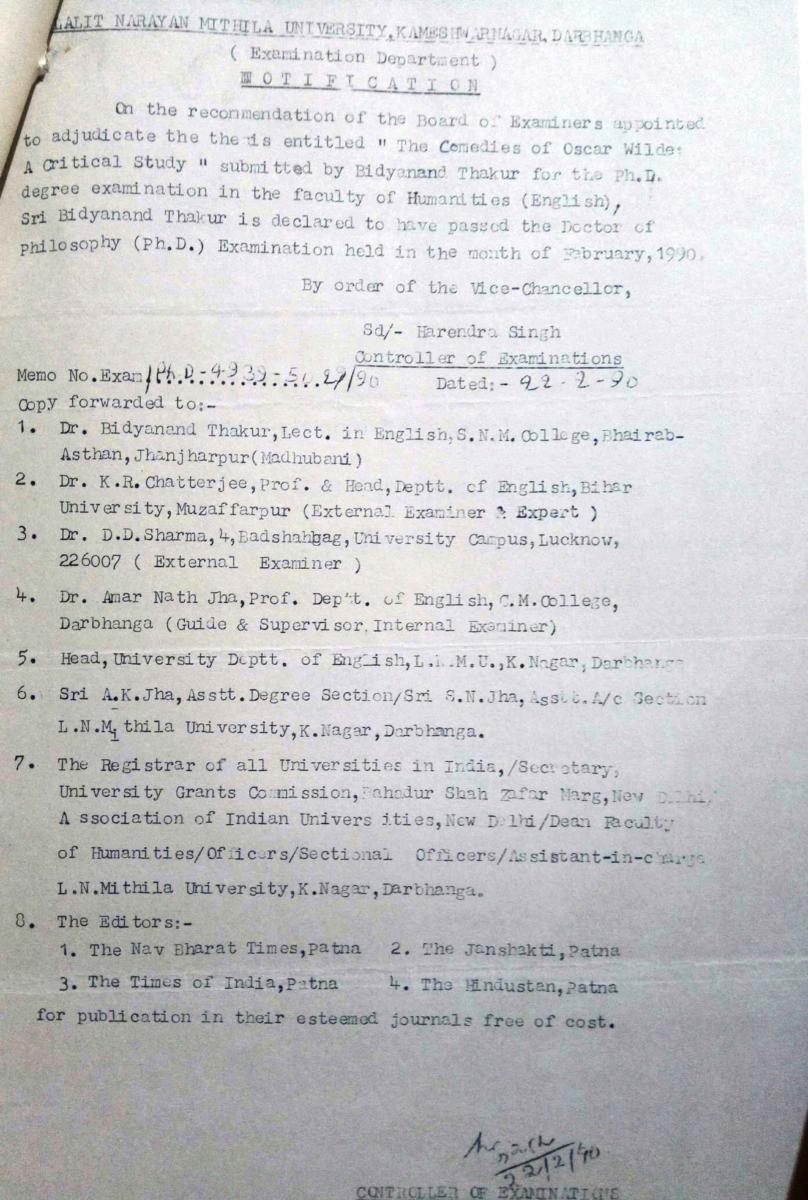 LALIT NARAYAN MITHILA UNIVERSITY, KAMESHWARNAGAR, DARBHANGA
( Examination Department )
N O T I F I C A T I O N
On the recommendation of the Board of Examiners appointed
to adjudicate the the is entitled " The Comedies of Oscar Wilde:
A Critical Study " submitted by Bidyanand Thakur for the Ph.D.
degree examination in the faculty of Humanities (English),
Sri Bidyanand Thakur is declared to have passed the Doctor of
Philosophy (Ph.D.) Examination held in the month of February, 1990.
By order of the Vice-Chancellor,
Sd/- Harendra Singh
Controller of Examinations
Memo No.Exam/Ph.D-4939-50.29/90 Dated:- 22-2-90
Copy forwarded to:-
1. Dr. Bidyanand Thakur, Lect. in English, S.N.M. College, Bhairab-
Asthan, Jhanjharpur(Madhubani)
2. Dr. K.R. Chatterjee, Prof. & Head, Deptt. of English, Bihar
University, Muzaffarpur (External Examiner & Expert )
3. Dr. D.D.Sharma, 4, Badshahbag, University Campus, Lucknow,
226007 ( External Examiner )
4. Dr. Amar Nath Jha, Prof. Dep't. of English, C.M.College,
Darbhanga (Guide & Supervisor, Internal Examiner)
5. Head, University Deptt. of English, L.N.M.U., K.Nagar, Darbhanga
6. Sri A.K.Jha, Asstt.Degree Section/Sri S.N.Jha, Asstt.A/c Section
L.N.Mithila University, K.Nagar, Darbhanga.
7. The Registrar of all Universities in India,/Secretary,
University Grants Commission, Bahadur Shah Zafar Marg, New Delhi/
A ssociation of Indian Univers ities, New Delhi/Dean Faculty
of Humanities/Officers/Sectional Officers/Assistant-in-charge
L.N.Mithila University, K.Nagar, Darbhanga.
8. The Editors:-
1. The Nav Bharat Times, Patna 2. The Janshakti, Patna
3. The Times of India, Patna 4. The Hindustan, Patna
for publication in their esteemed journals free of cost.
22/2/90
CONTROLLER OF EXAMINATIONS